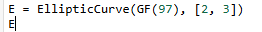 E = EllipticCurve(GF(97), [2, 3])
E